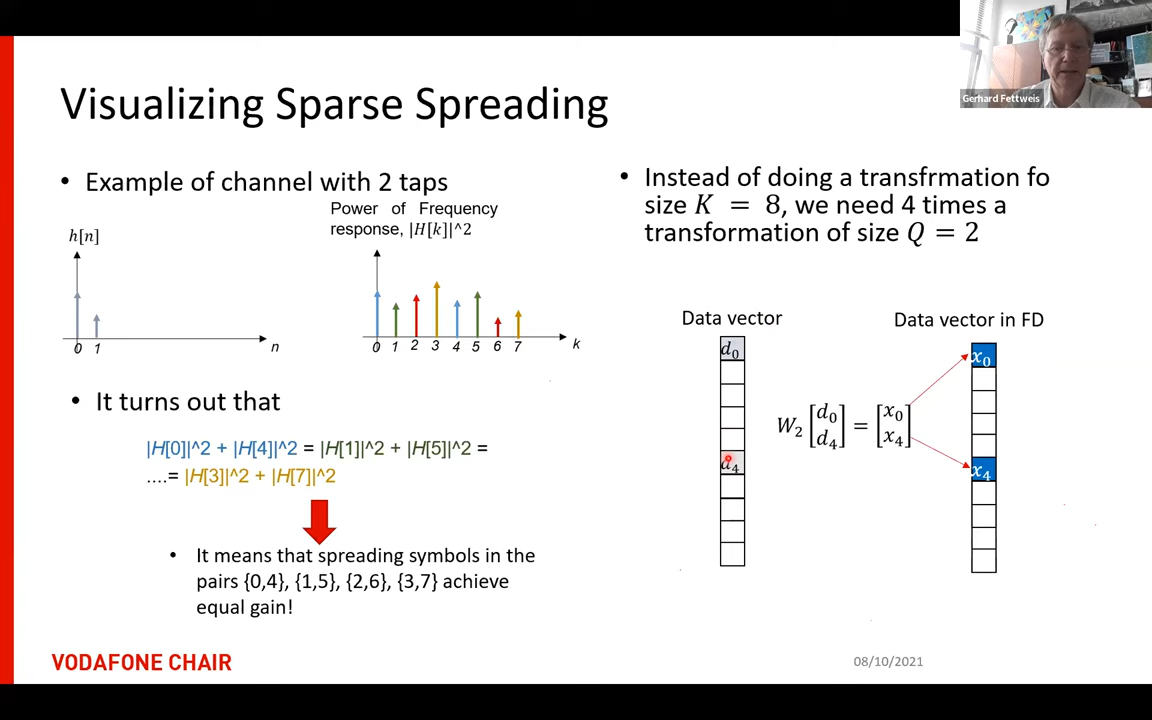 Gerhard Fettweis
Visualizing Sparse Spreading
• Example of channel with 2 taps
Power of Frequency
response, |H[k]|^2
h[n]
0 1
n
0 1 2 3 4 5 6 7
k
• It turns out that
|H[0]|^2 + |H[4]|^2 = |H[1]|^2 + |H[5]|^2 =
....= |H[3]|^2 + |H[7]|^2
• It means that spreading symbols in the
pairs {0,4}, {1,5}, {2,6}, {3,7} achieve
equal gain!
• Instead of doing a transfrmation fo
size K = 8, we need 4 times a
transformation of size Q = 2
Data vector
Data vector in FD
d₀
x₀
W₂ [d₀ d₄] = [x₀ x₄]
d₄
x₄
VODAFONE CHAIR
08/10/2021